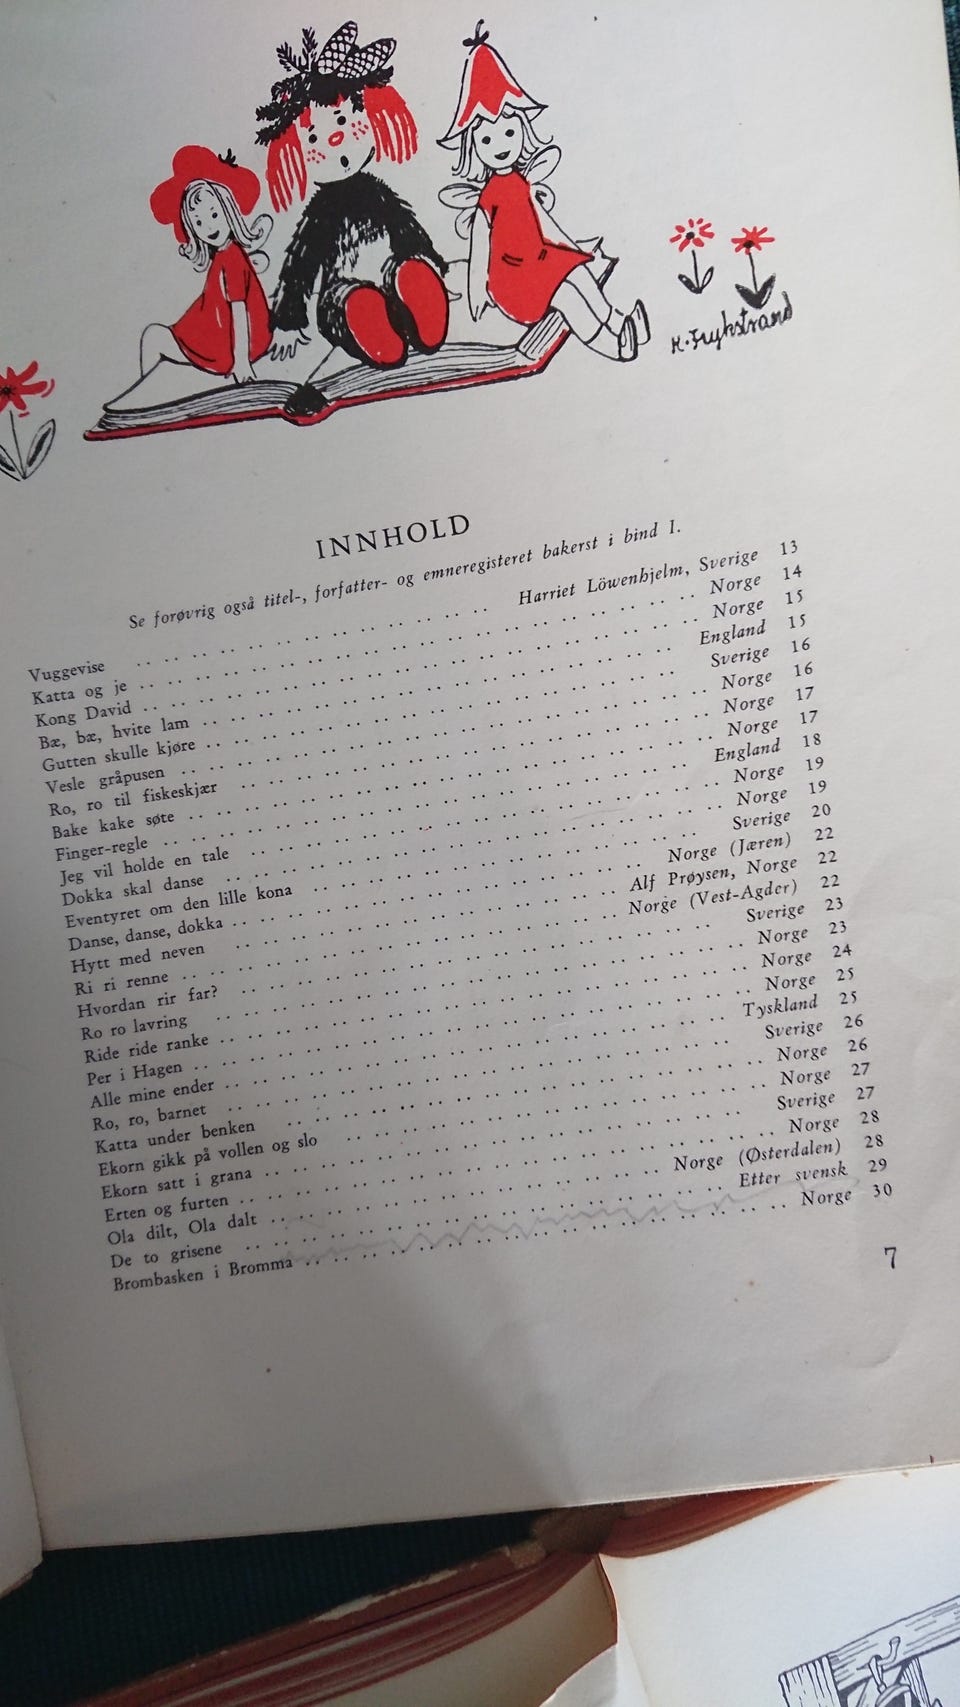 K. Frykstrand
INNHOLD
Se forøvrig også titel-, forfatter- og emneregisteret bakerst i bind I.
Vuggevise .. .. .. .. .. .. .. Harriet Löwenhjelm, Sverige 13
Katta og je .. .. .. .. .. .. .. .. .. .. Norge 14
Kong David .. .. .. .. .. .. .. .. .. .. Norge 15
Bæ, bæ, hvite lam .. .. .. .. .. .. .. .. England 15
Gutten skulle kjøre .. .. .. .. .. .. .. .. Sverige 16
Vesle gråpusen .. .. .. .. .. .. .. .. .. Norge 16
Ro, ro til fiskeskjær .. .. .. .. .. .. .. .. Norge 17
Bake kake søte .. .. .. .. .. .. .. .. .. Norge 17
Finger-regle .. .. .. .. .. .. .. .. .. England 18
Jeg vil holde en tale .. .. .. .. .. .. .. .. Norge 19
Dokka skal danse .. .. .. .. .. .. .. .. .. Norge 19
Eventyret om den lille kona .. .. .. .. .. .. Sverige 20
Danse, danse, dokka .. .. .. .. .. .. .. Norge (Jæren) 22
Hytt med neven .. .. .. .. .. .. .. Alf Prøysen, Norge 22
Ri ri renne .. .. .. .. .. .. .. Norge (Vest-Agder) 22
Hvordan rir far? .. .. .. .. .. .. .. .. Sverige 23
Ro ro lavring .. .. .. .. .. .. .. .. .. Norge 23
Ride ride ranke .. .. .. .. .. .. .. .. .. Norge 24
Per i Hagen .. .. .. .. .. .. .. .. .. .. Norge 25
Alle mine ender .. .. .. .. .. .. .. .. Tyskland 25
Ro, ro, barnet .. .. .. .. .. .. .. .. .. Sverige 26
Katta under benken .. .. .. .. .. .. .. .. Norge 26
Ekorn gikk på vollen og slo .. .. .. .. .. .. Norge 27
Ekorn satt i grana .. .. .. .. .. .. .. .. Sverige 27
Erten og furten .. .. .. .. .. .. .. .. .. Norge 28
Ola dilt, Ola dalt .. .. .. .. .. .. Norge (Østerdalen) 28
De to grisene .. .. .. .. .. .. .. .. Etter svensk 29
Brombasken i Bromma .. .. .. .. .. .. .. .. Norge 30
7